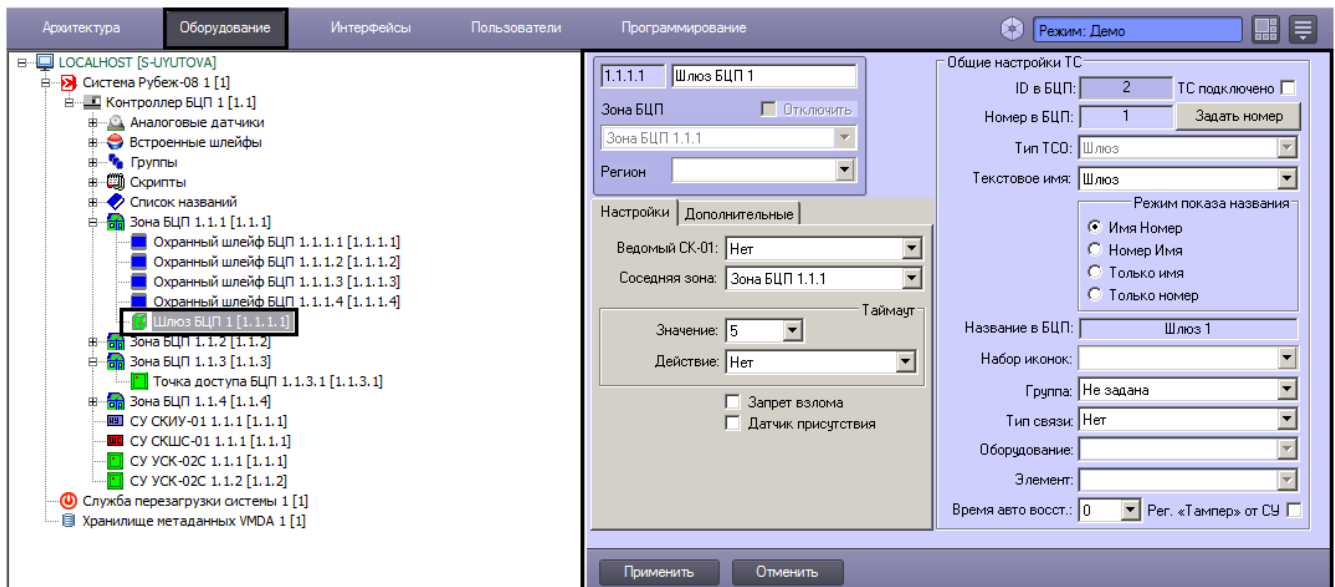 Архитектура Оборудование Интерфейсы Пользователи Программирование Режим: Демо
LOCALHOST [S-UYUTOVA]
Система Рубеж-08 1 [1]
Контроллер БЦП 1 [1.1]
Аналоговые датчики
Встроенные шлейфы
Группы
Скрипты
Список названий
Зона БЦП 1.1.1 [1.1.1]
Охранный шлейф БЦП 1.1.1.1 [1.1.1.1]
Охранный шлейф БЦП 1.1.1.2 [1.1.1.2]
Охранный шлейф БЦП 1.1.1.3 [1.1.1.3]
Охранный шлейф БЦП 1.1.1.4 [1.1.1.4]
Шлюз БЦП 1 [1.1.1.1]
Зона БЦП 1.1.2 [1.1.2]
Зона БЦП 1.1.3 [1.1.3]
Точка доступа БЦП 1.1.3.1 [1.1.3.1]
Зона БЦП 1.1.4 [1.1.4]
СУ СКИУ-01 1.1.1 [1.1.1]
СУ СКШС-01 1.1.1 [1.1.1]
СУ УСК-02С 1.1.1 [1.1.1]
СУ УСК-02С 1.1.2 [1.1.2]
Служба перезагрузки системы 1 [1]
Хранилище метаданных VMDA 1 [1]
1.1.1.1 Шлюз БЦП 1
Зона БЦП Отключить
Зона БЦП 1.1.1
Регион
Настройки Дополнительные
Ведомый СК-01: Нет
Соседняя зона: Зона БЦП 1.1.1
Таймаут
Значение: 5
Действие: Нет
Запрет взлома
Датчик присутствия
Общие настройки ТС
ID в БЦП: 2 ТС подключено
Номер в БЦП: 1 Задать номер
Тип ТСО: Шлюз
Текстовое имя: Шлюз
Режим показа названия
Имя Номер
Номер Имя
Только имя
Только номер
Название в БЦП: Шлюз 1
Набор иконок:
Группа: Не задана
Тип связи: Нет
Оборудование:
Элемент:
Время авто восст.: 0 Рег. «Тампер» от СУ
Применить Отменить